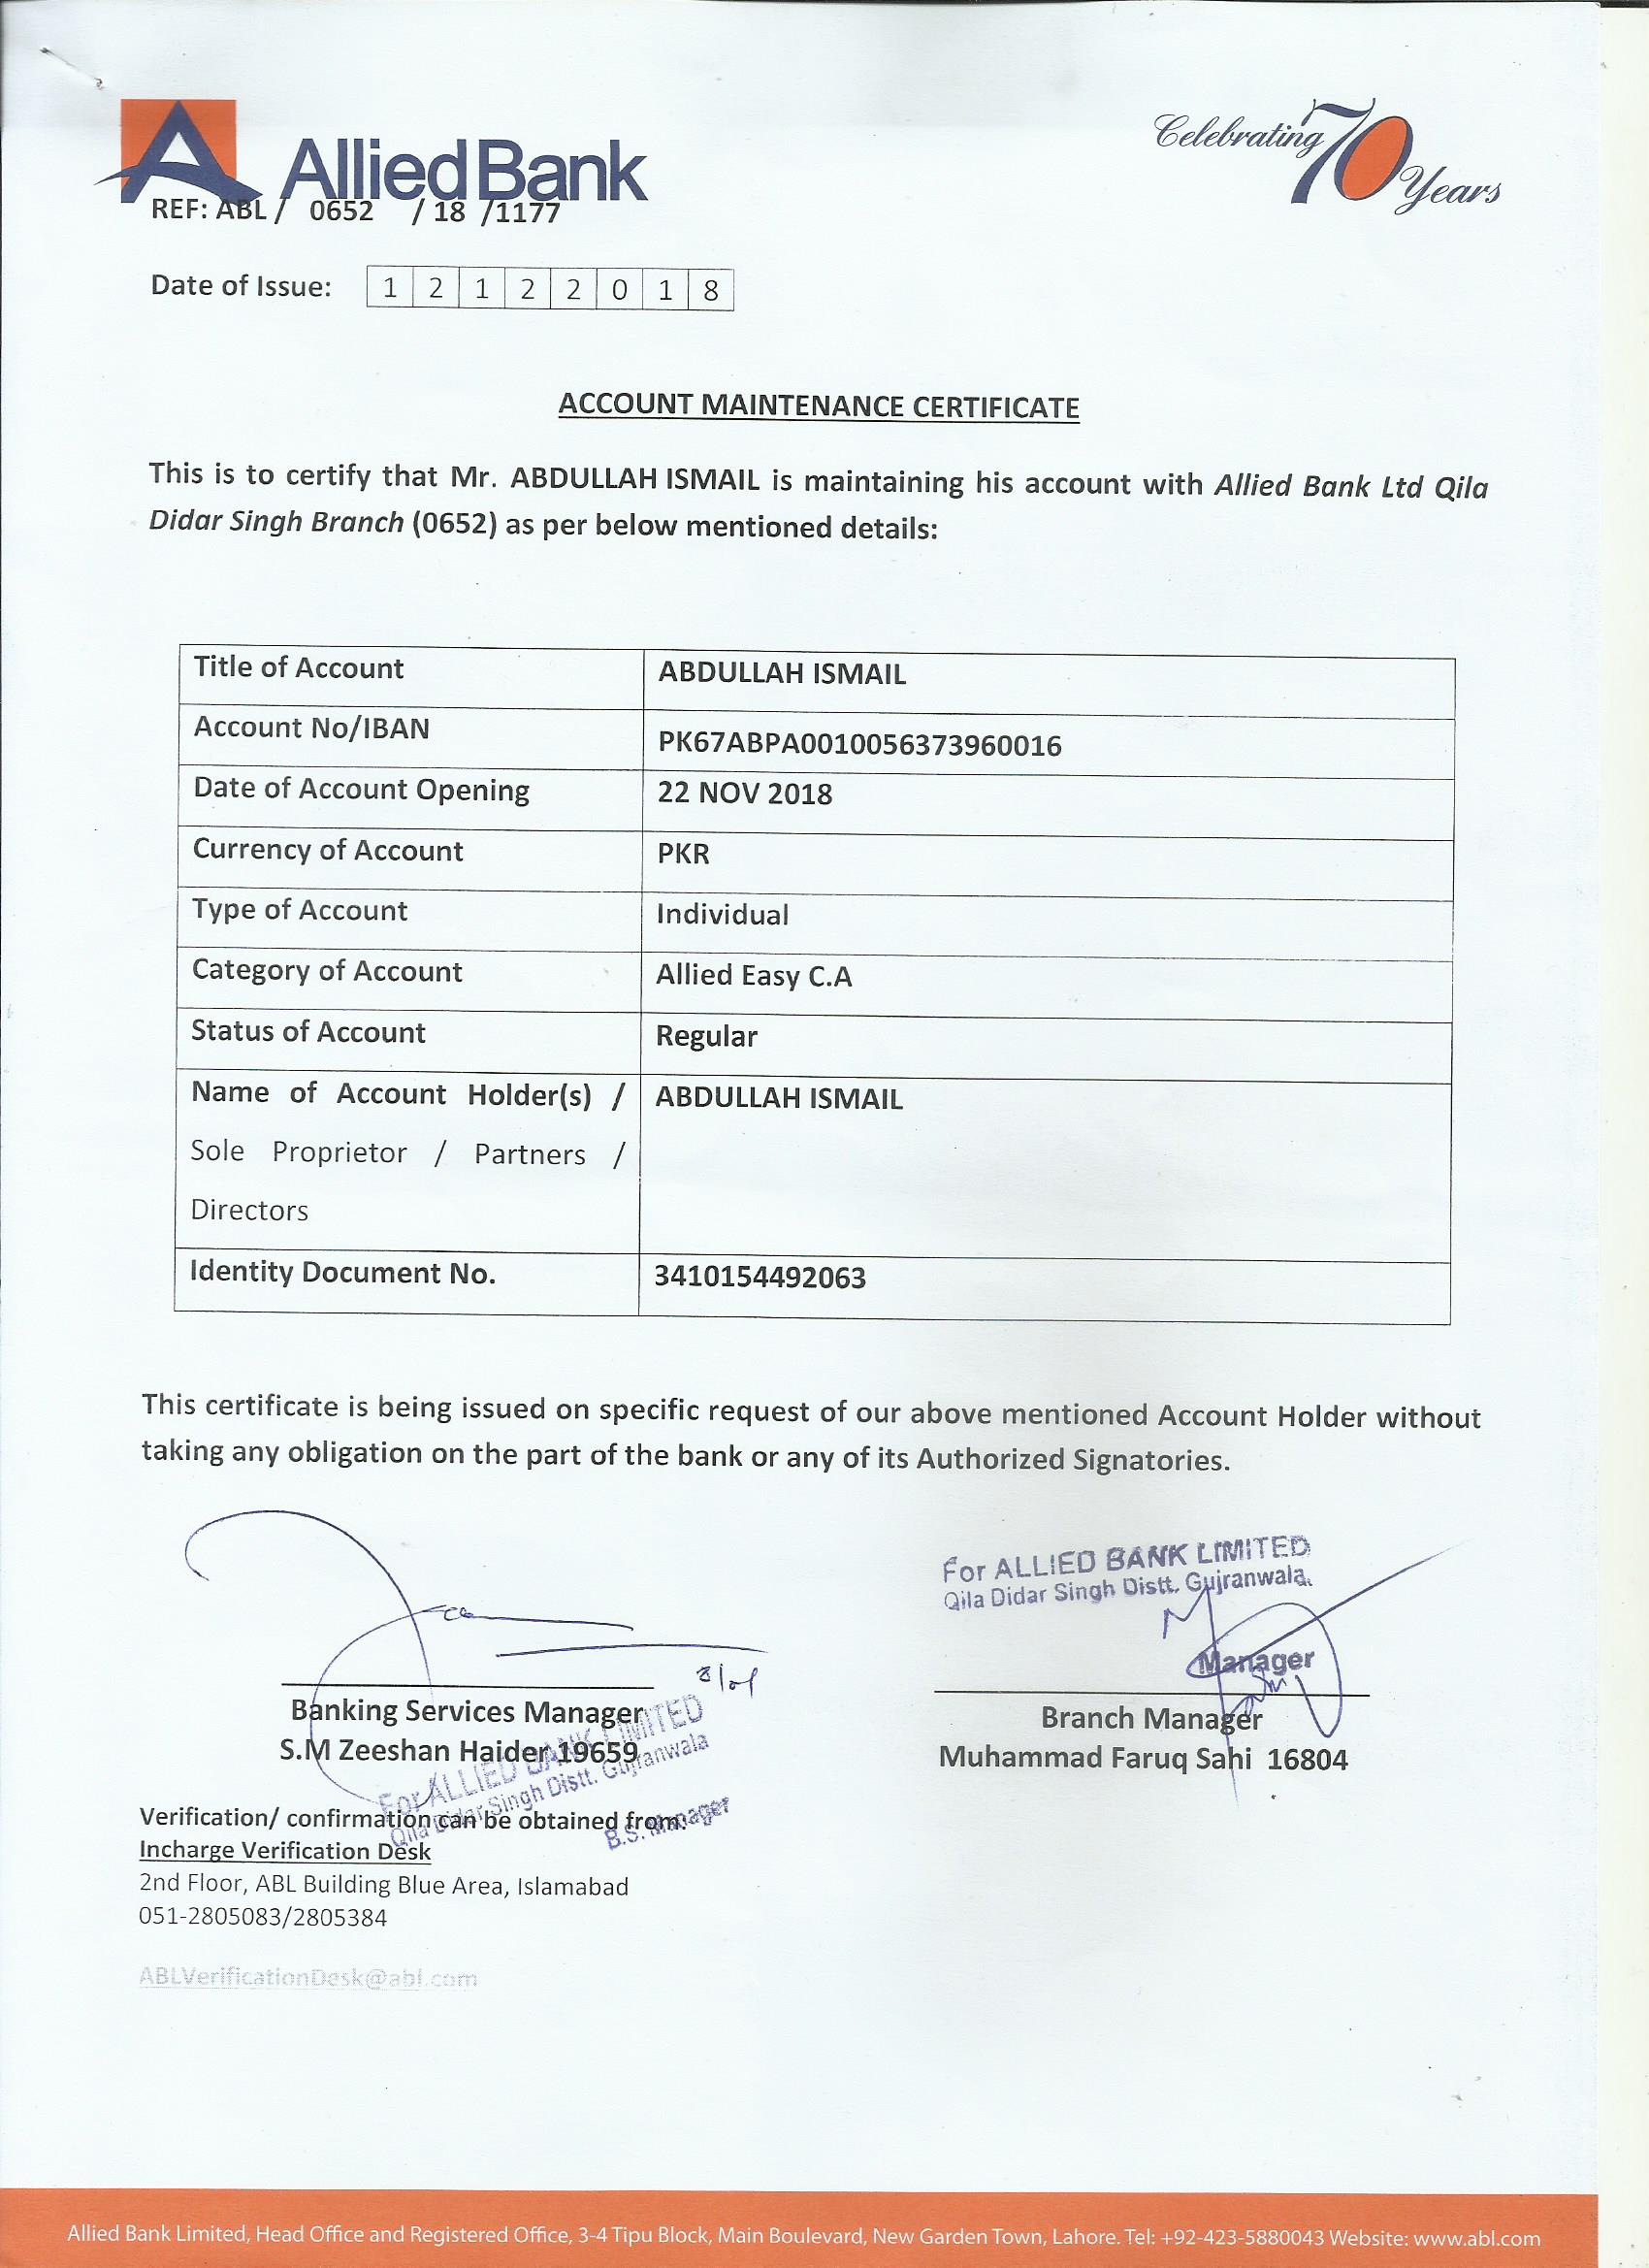 Allied Bank
Celebrating 70 Years
REF: ABL / 0652 / 18 /1177
Date of Issue: 1 2 1 2 2 0 1 8
ACCOUNT MAINTENANCE CERTIFICATE
This is to certify that Mr. ABDULLAH ISMAIL is maintaining his account with Allied Bank Ltd Qila
Didar Singh Branch (0652) as per below mentioned details:
Title of Account ABDULLAH ISMAIL
Account No/IBAN PK67ABPA0010056373960016
Date of Account Opening 22 NOV 2018
Currency of Account PKR
Type of Account Individual
Category of Account Allied Easy C.A
Status of Account Regular
Name of Account Holder(s) / ABDULLAH ISMAIL
Sole Proprietor / Partners /
Directors
Identity Document No. 3410154492063
This certificate is being issued on specific request of our above mentioned Account Holder without
taking any obligation on the part of the bank or any of its Authorized Signatories.
For ALLIED BANK LIMITED
Qila Didar Singh Distt. Gujranwala.
Manager
Banking Services Manager
S.M Zeeshan Haider 19659
Branch Manager
Muhammad Faruq Sahi 16804
For ALLIED BANK LIMITED
Qila Didar Singh Distt. Gujranwala
B.S. Manager
Verification/ confirmation can be obtained from:
Incharge Verification Desk
2nd Floor, ABL Building Blue Area, Islamabad
051-2805083/2805384
ABLVerificationDesk@abl.com
Allied Bank Limited, Head Office and Registered Office, 3-4 Tipu Block, Main Boulevard, New Garden Town, Lahore. Tel: +92-423-5880043 Website: www.abl.com